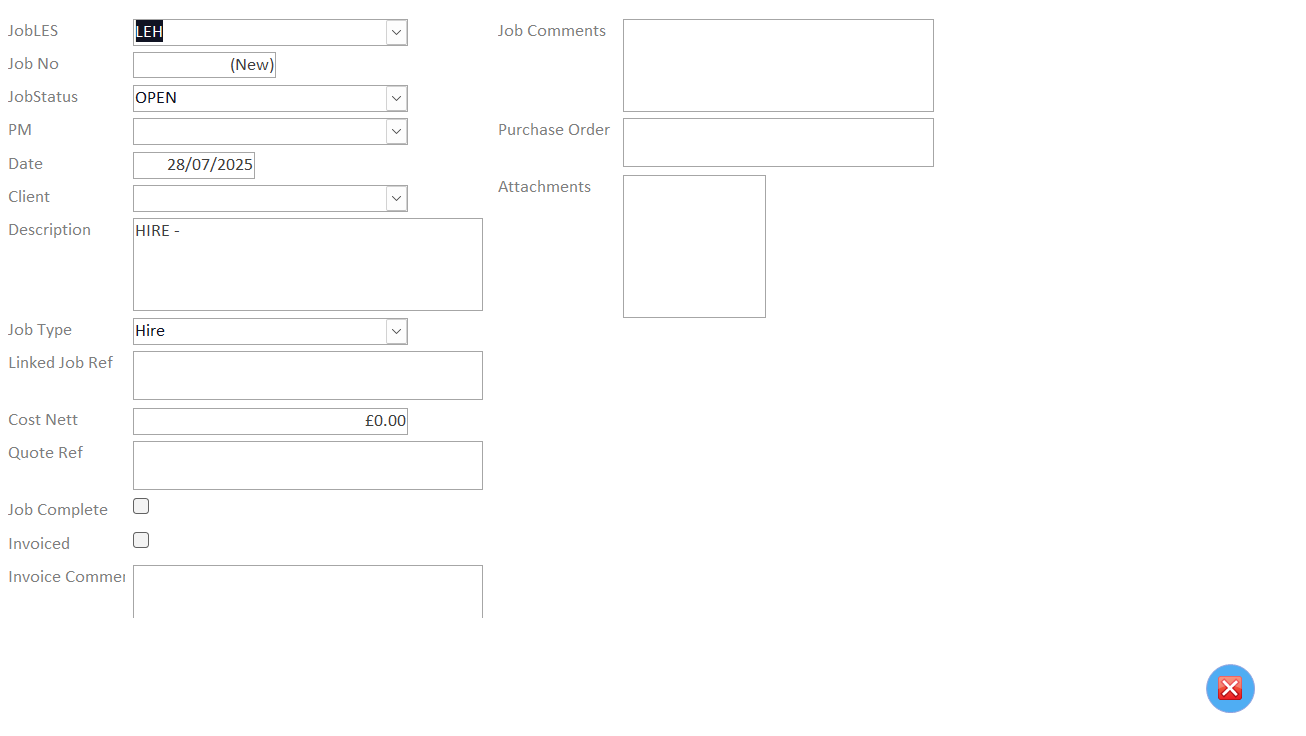 JobLES LEH
Job No (New)
JobStatus OPEN
PM
Date 28/07/2025
Client
Description HIRE -
Job Type Hire
Linked Job Ref
Cost Nett £0.00
Quote Ref
Job Complete
Invoiced
Invoice Commen
Job Comments
Purchase Order
Attachments